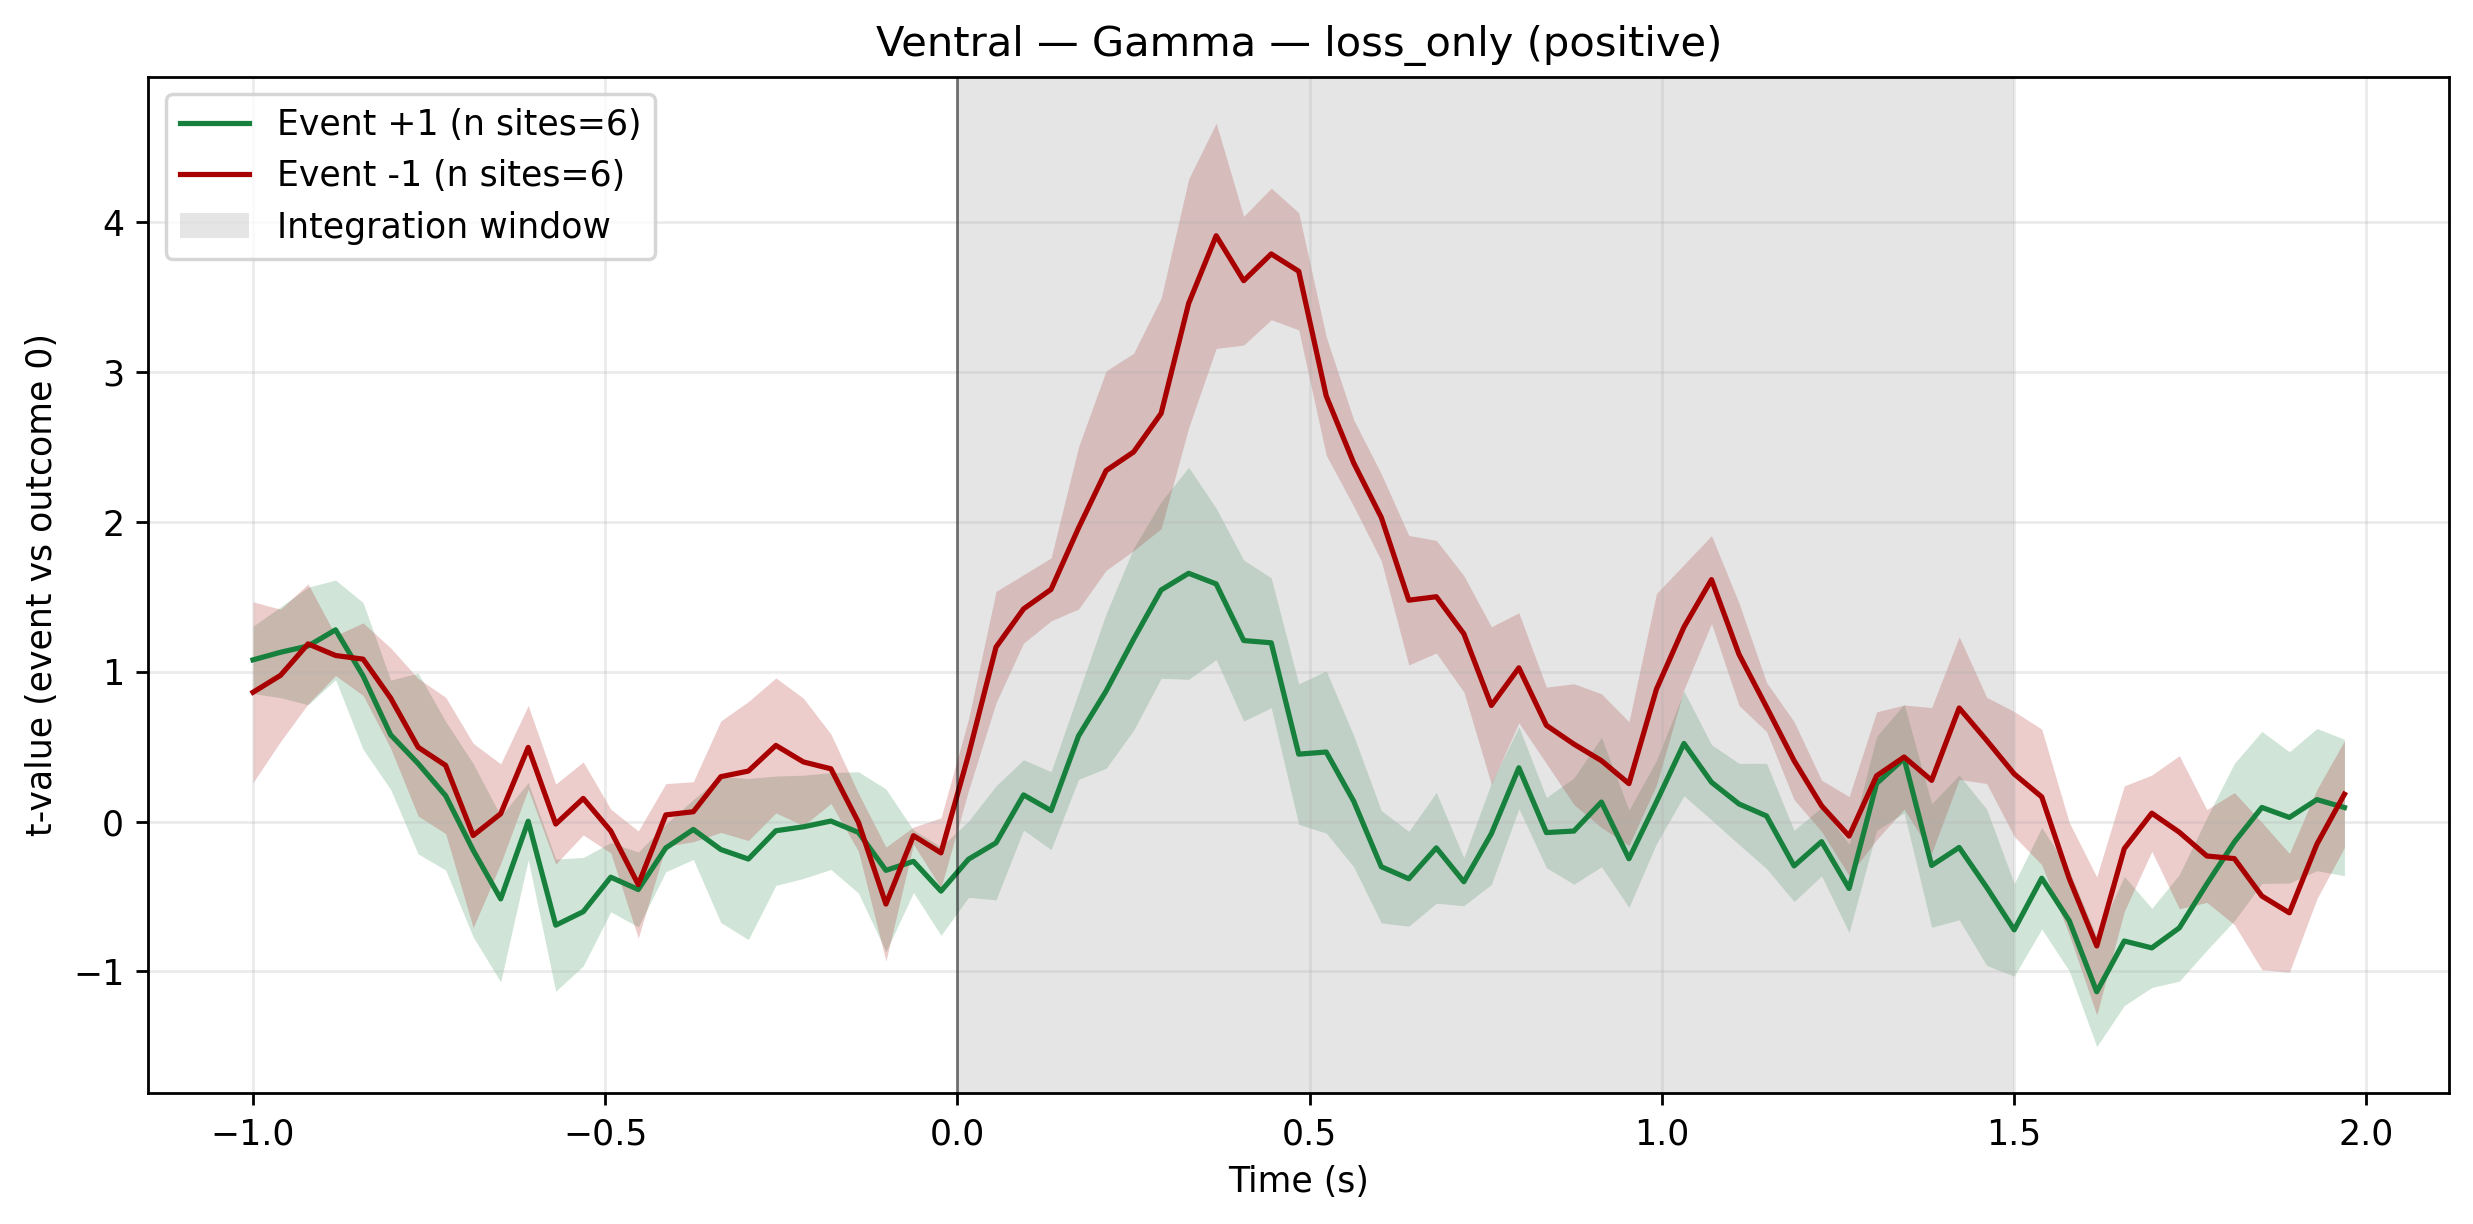 Ventral — Gamma — loss_only (positive)
Event +1 (n sites=6)
Event -1 (n sites=6)
Integration window
t-value (event vs outcome 0)
4
3
2
1
0
−1
−1.0
−0.5
0.0
0.5
1.0
1.5
2.0
Time (s)